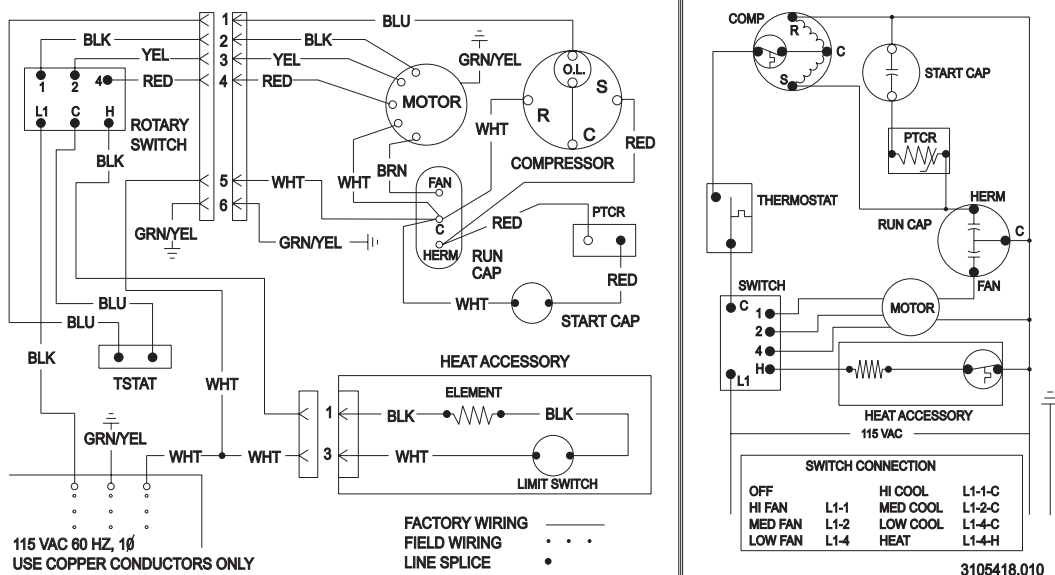 1
BLU
BLK
2
BLK
YEL
3
YEL
RED
4
RED
GRN/YEL
1 2 4
L1 C H
ROTARY
SWITCH
BLK
MOTOR
O.L.
S
R
C
COMPRESSOR
WHT
RED
BRN
WHT
5
WHT
6
GRN/YEL
GRN/YEL
FAN
C
HERM
RUN
CAP
RED
PTCR
RED
WHT
START CAP
BLU
BLU
TSTAT
BLK
WHT
GRN/YEL
WHT
WHT
HEAT ACCESSORY
ELEMENT
1
BLK
BLK
3
WHT
LIMIT SWITCH
115 VAC 60 HZ, 1Ø
USE COPPER CONDUCTORS ONLY
FACTORY WIRING
FIELD WIRING
LINE SPLICE
COMP
R
C
S
START CAP
PTCR
THERMOSTAT
HERM
RUN CAP
C
FAN
SWITCH
C
1
2
4
H
L1
MOTOR
HEAT ACCESSORY
115 VAC
SWITCH CONNECTION
OFF HI COOL L1-1-C
HI FAN L1-1 MED COOL L1-2-C
MED FAN L1-2 LOW COOL L1-4-C
LOW FAN L1-4 HEAT L1-4-H
3105418.010